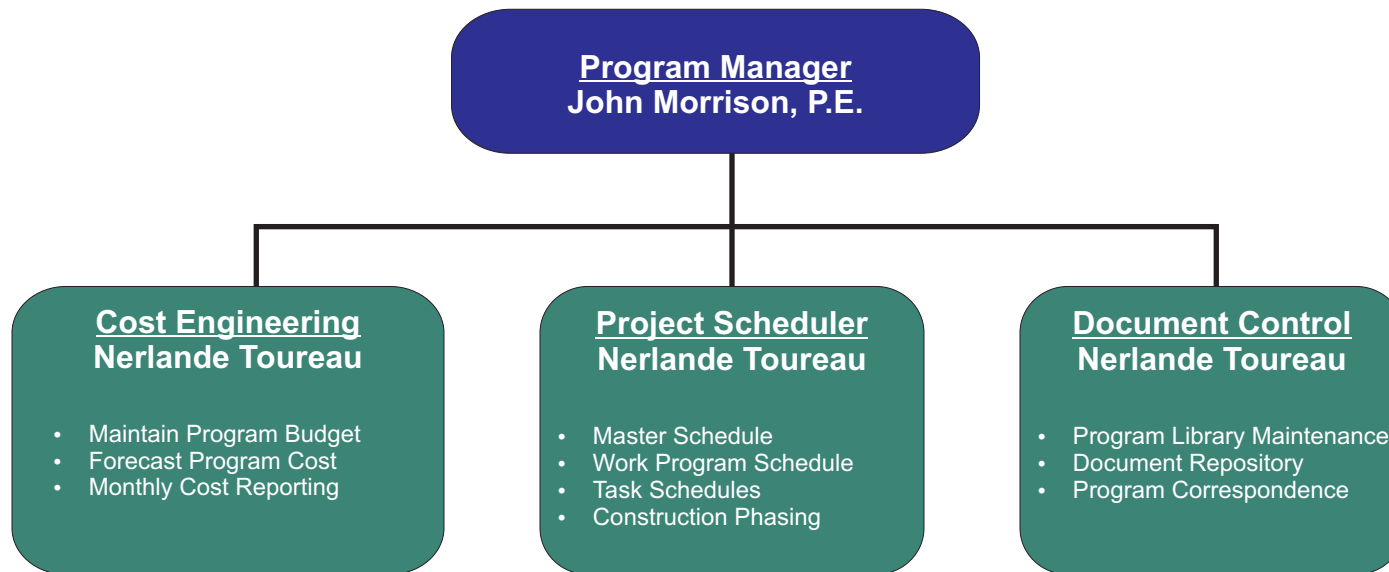 Program Manager
John Morrison, P.E.
Cost Engineering
Nerlande Toureau
• Maintain Program Budget
• Forecast Program Cost
• Monthly Cost Reporting
Project Scheduler
Nerlande Toureau
• Master Schedule
• Work Program Schedule
• Task Schedules
• Construction Phasing
Document Control
Nerlande Toureau
• Program Library Maintenance
• Document Repository
• Program Correspondence